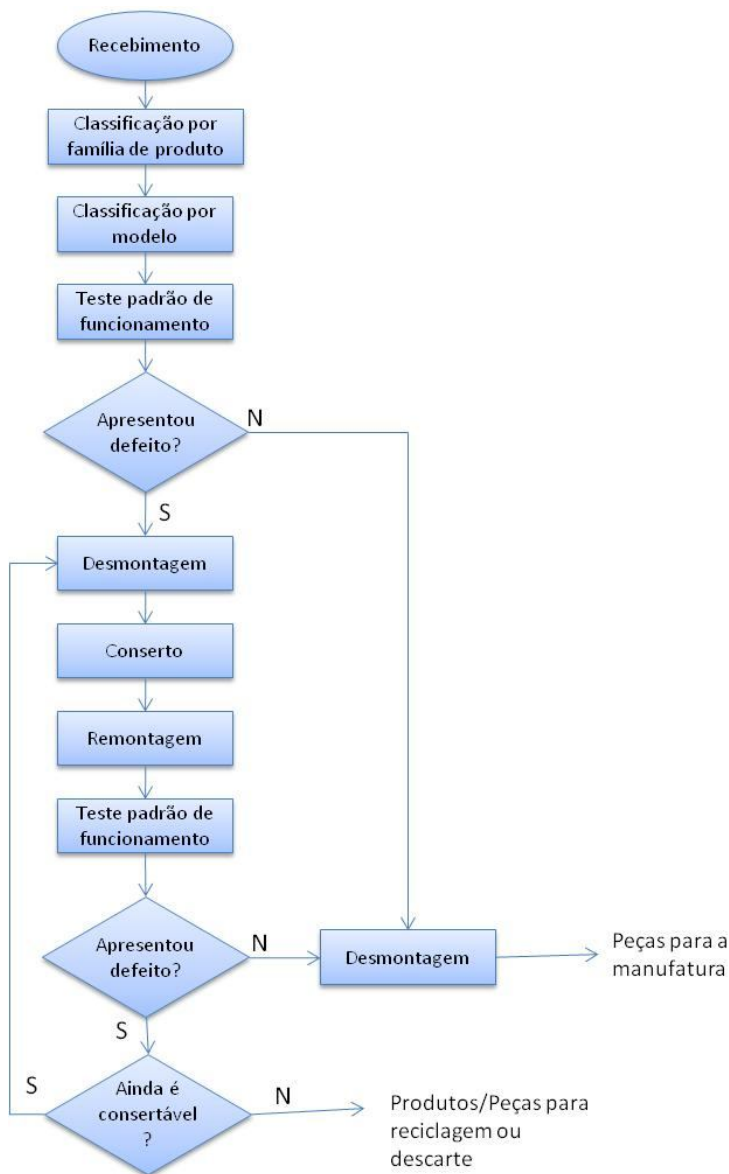 Recebimento
Classificação por
família de produto
Classificação por
modelo
Teste padrão de
funcionamento
Apresentou
defeito?
N
S
Desmontagem
Conserto
Remontagem
Teste padrão de
funcionamento
Apresentou
defeito?
N
Desmontagem
Peças para a
manufatura
S
S
Ainda é
consertável
?
N
Produtos/Peças para
reciclagem ou
descarte